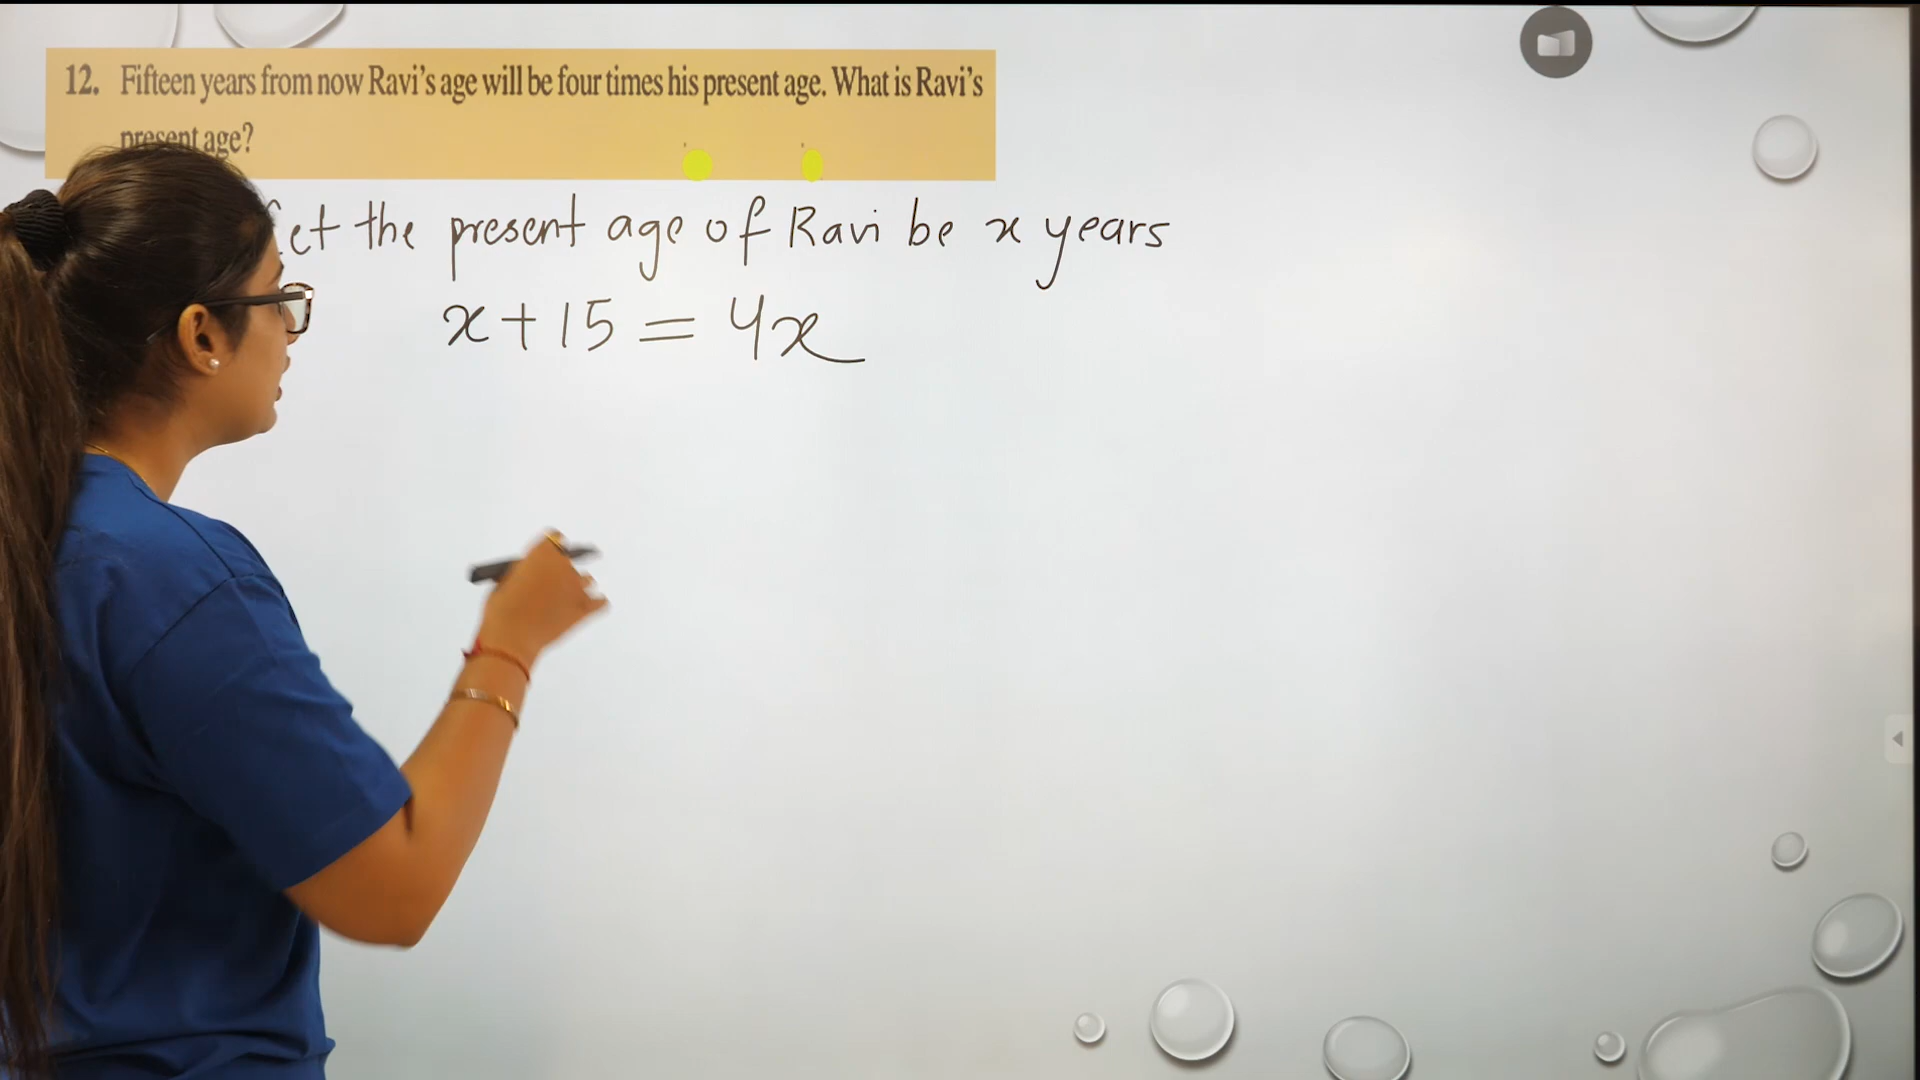 12. Fifteen years from now Ravi's age will be four times his present age. What is Ravi's
present age?
Let the present age of Ravi be x years
x + 15 = 4x